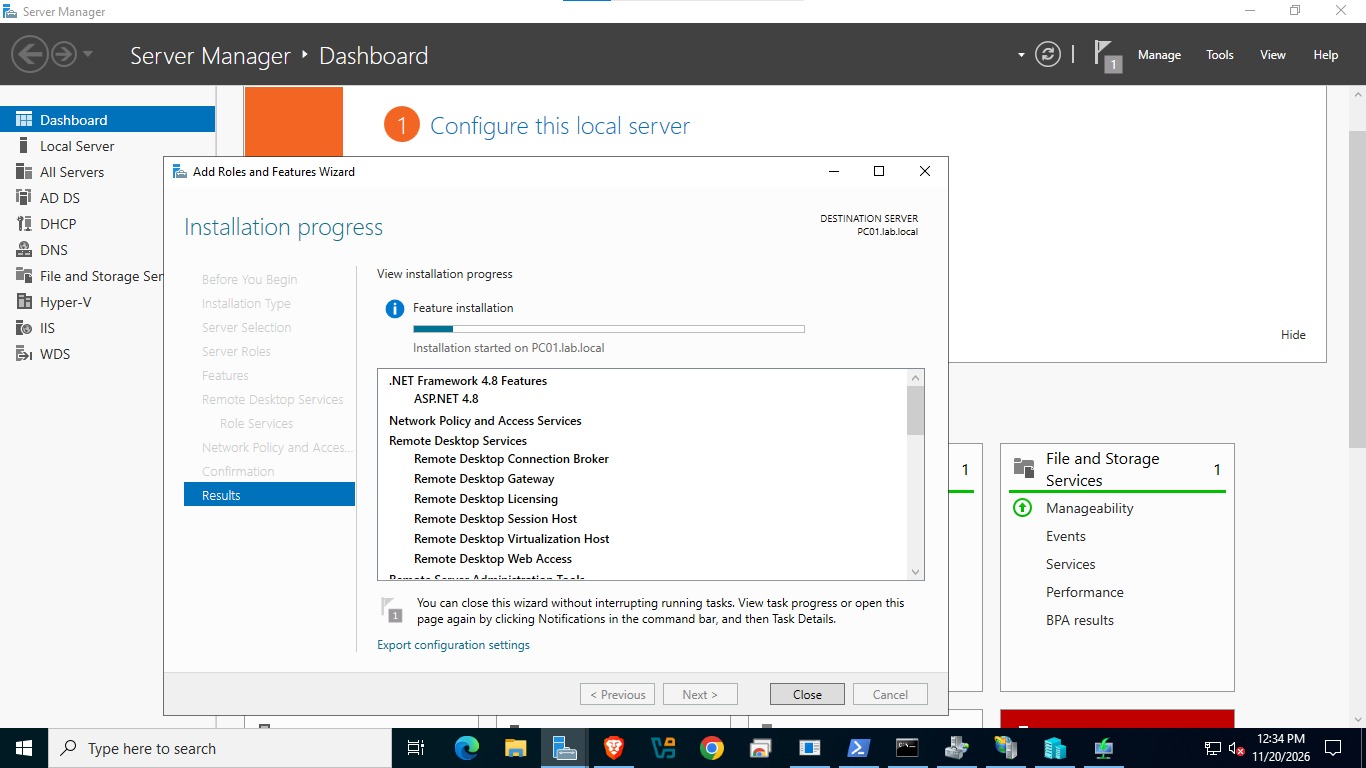 Server Manager
Server Manager ‣ Dashboard
1
Manage
Tools
View
Help
Dashboard
Local Server
All Servers
AD DS
DHCP
DNS
File and Storage Ser
Hyper-V
IIS
WDS
1
Configure this local server
Hide
Add Roles and Features Wizard
Installation progress
DESTINATION SERVER
PC01.lab.local
Before You Begin
Installation Type
Server Selection
Server Roles
Features
Remote Desktop Services
Role Services
Network Policy and Acces...
Confirmation
Results
View installation progress
Feature installation
Installation started on PC01.lab.local
.NET Framework 4.8 Features
ASP.NET 4.8
Network Policy and Access Services
Remote Desktop Services
Remote Desktop Connection Broker
Remote Desktop Gateway
Remote Desktop Licensing
Remote Desktop Session Host
Remote Desktop Virtualization Host
Remote Desktop Web Access
Remote Server Administration Tools
1
You can close this wizard without interrupting running tasks. View task progress or open this
page again by clicking Notifications in the command bar, and then Task Details.
Export configuration settings
< Previous
Next >
Close
Cancel
1
File and Storage
Services
1
Manageability
Events
Services
Performance
BPA results
Type here to search
12:34 PM
11/20/2026